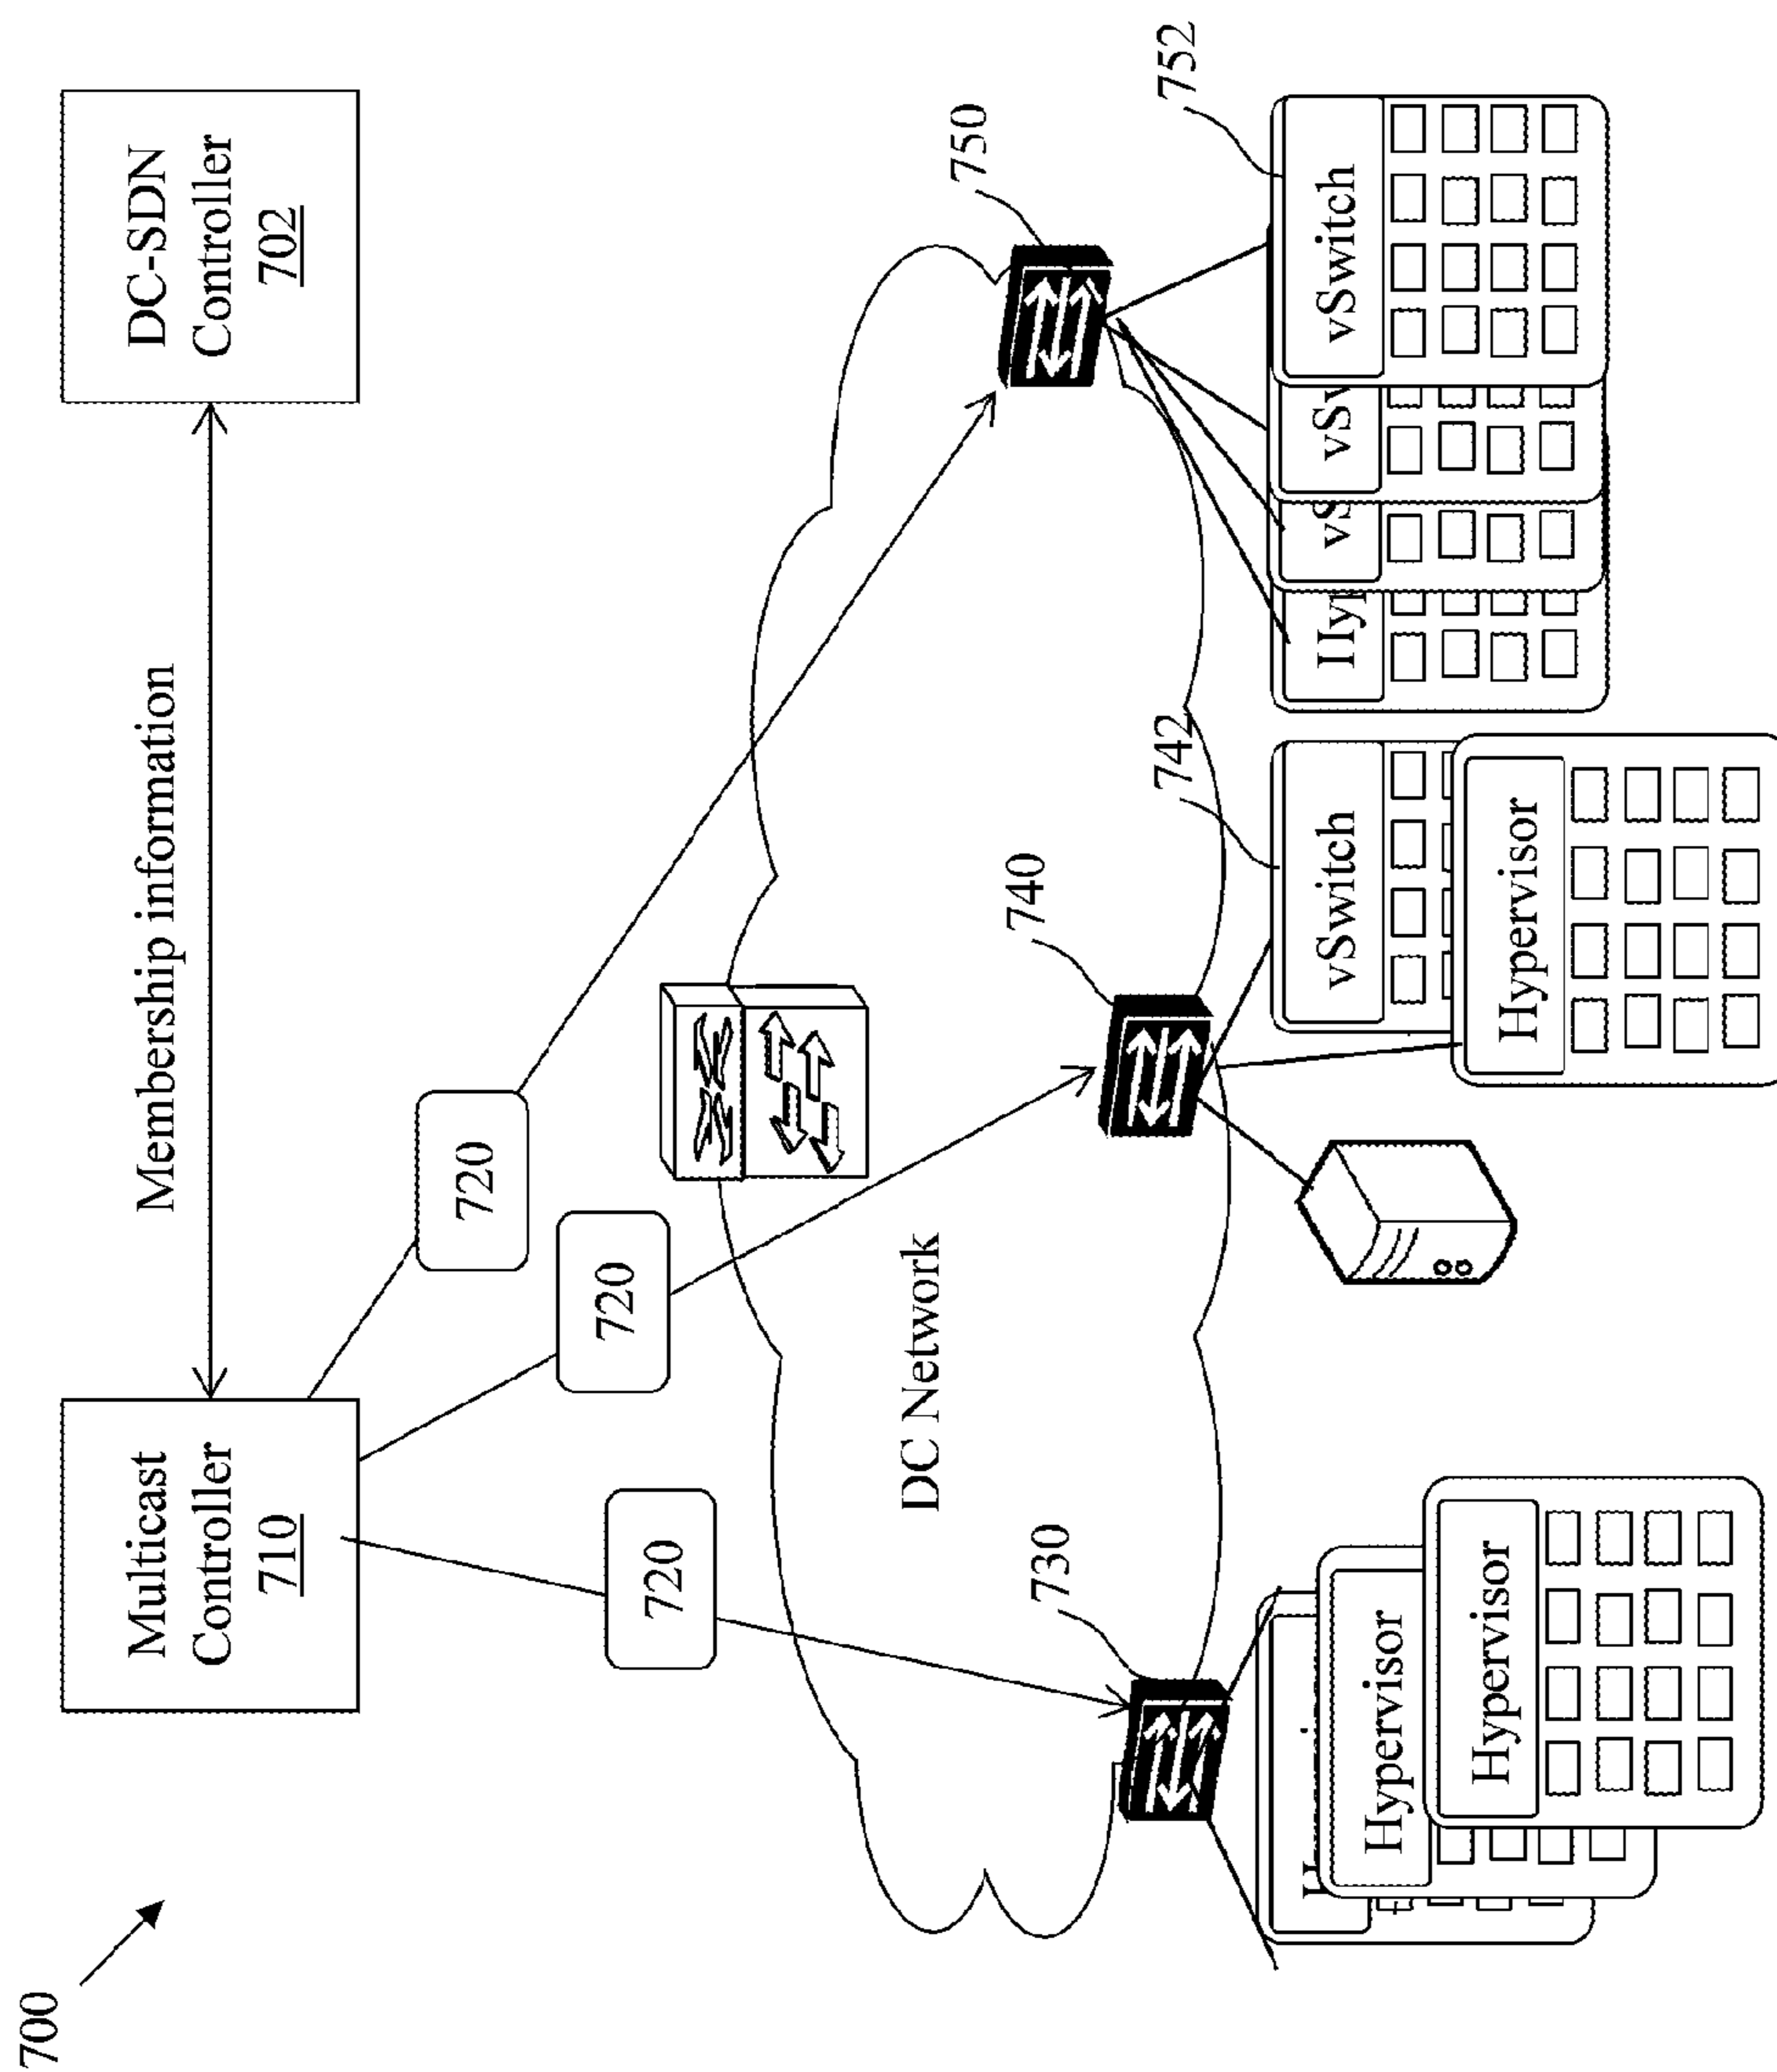 700
Multicast
Controller
710
Membership information
DC-SDN
Controller
702
720
720
720
DC Network
730
740
750
742
752
Hypervisor
Hypervisor
vSwitch
Hypervisor
vSwitch